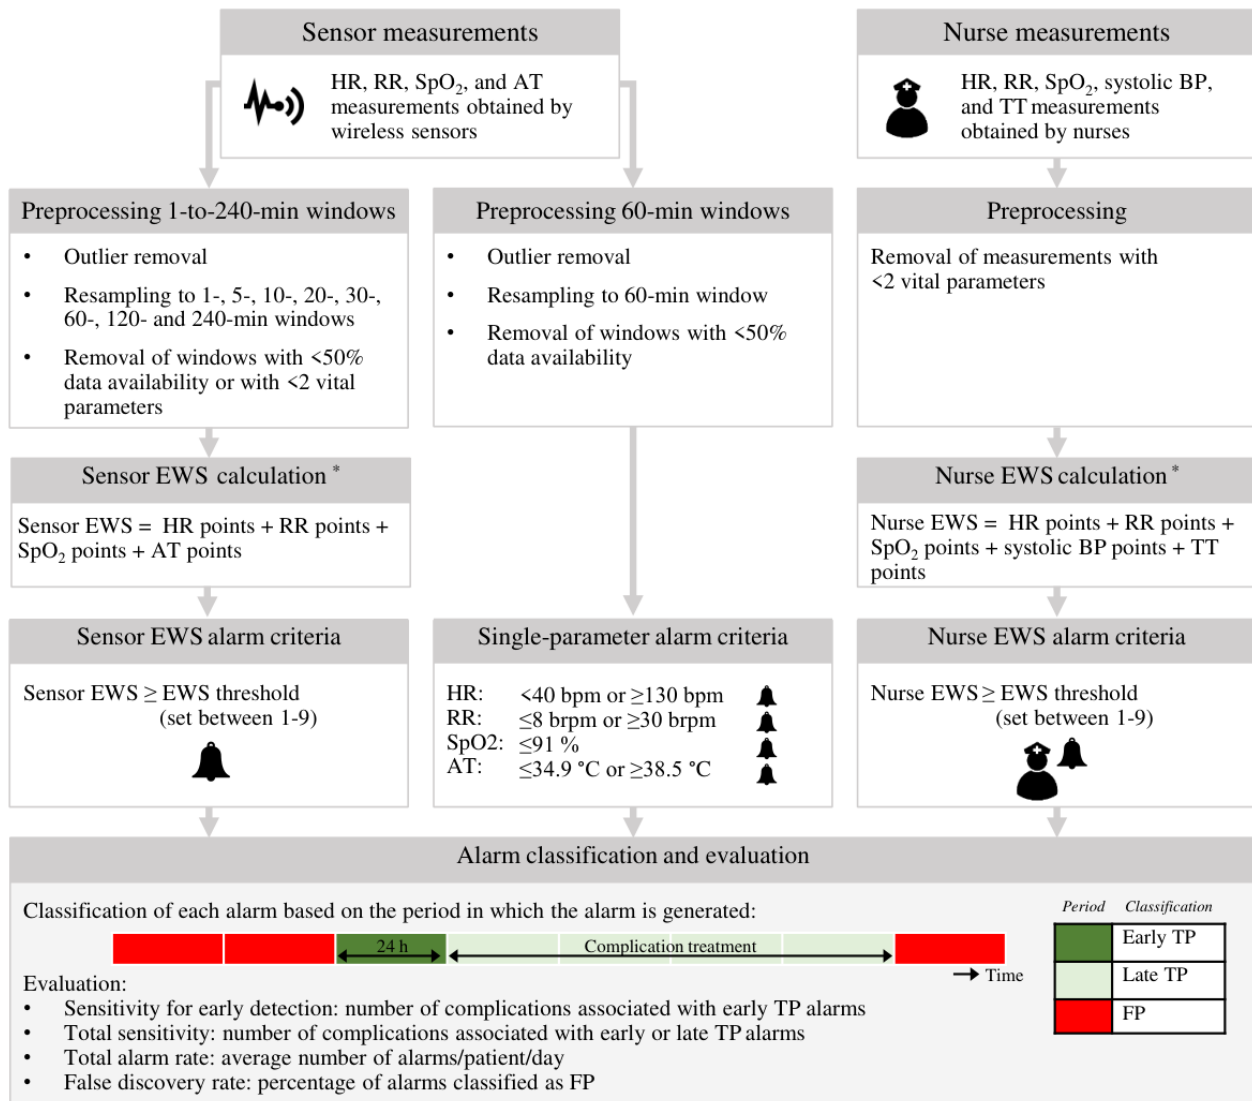 Sensor measurements
HR, RR, SpO₂, and AT
measurements obtained by
wireless sensors
Nurse measurements
HR, RR, SpO₂, systolic BP,
and TT measurements
obtained by nurses
Preprocessing 1-to-240-min windows
• Outlier removal
• Resampling to 1-, 5-, 10-, 20-, 30-,
60-, 120- and 240-min windows
• Removal of windows with <50%
data availability or with <2 vital
parameters
Preprocessing 60-min windows
• Outlier removal
• Resampling to 60-min window
• Removal of windows with <50%
data availability
Preprocessing
Removal of measurements with
<2 vital parameters
Sensor EWS calculation *
Sensor EWS = HR points + RR points +
SpO₂ points + AT points
Nurse EWS calculation *
Nurse EWS = HR points + RR points +
SpO₂ points + systolic BP points + TT
points
Sensor EWS alarm criteria
Sensor EWS ≥ EWS threshold
(set between 1-9)
Single-parameter alarm criteria
HR: <40 bpm or ≥130 bpm
RR: ≤8 brpm or ≥30 brpm
SpO2: ≤91 %
AT: ≤34.9 °C or ≥38.5 °C
Nurse EWS alarm criteria
Nurse EWS ≥ EWS threshold
(set between 1-9)
Alarm classification and evaluation
Classification of each alarm based on the period in which the alarm is generated:
24 h
Complication treatment
Time
Period Classification
Early TP
Late TP
FP
Evaluation:
• Sensitivity for early detection: number of complications associated with early TP alarms
• Total sensitivity: number of complications associated with early or late TP alarms
• Total alarm rate: average number of alarms/patient/day
• False discovery rate: percentage of alarms classified as FP